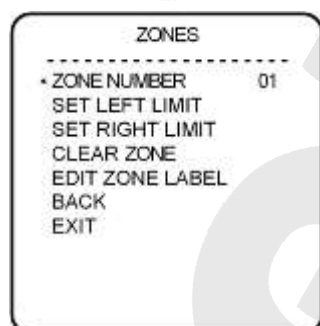 ZONES
- - - - - - - - - - - - - - - - - - - -
• ZONE NUMBER 01
SET LEFT LIMIT
SET RIGHT LIMIT
CLEAR ZONE
EDIT ZONE LABEL
BACK
EXIT